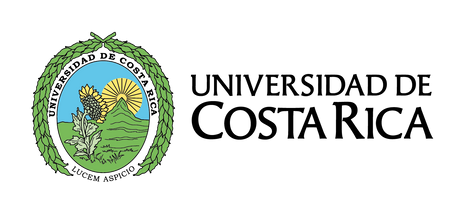 UNIVERSIDAD DE COSTA RICA
LUCEM ASPICIO
UNIVERSIDAD DE
COSTA RICA